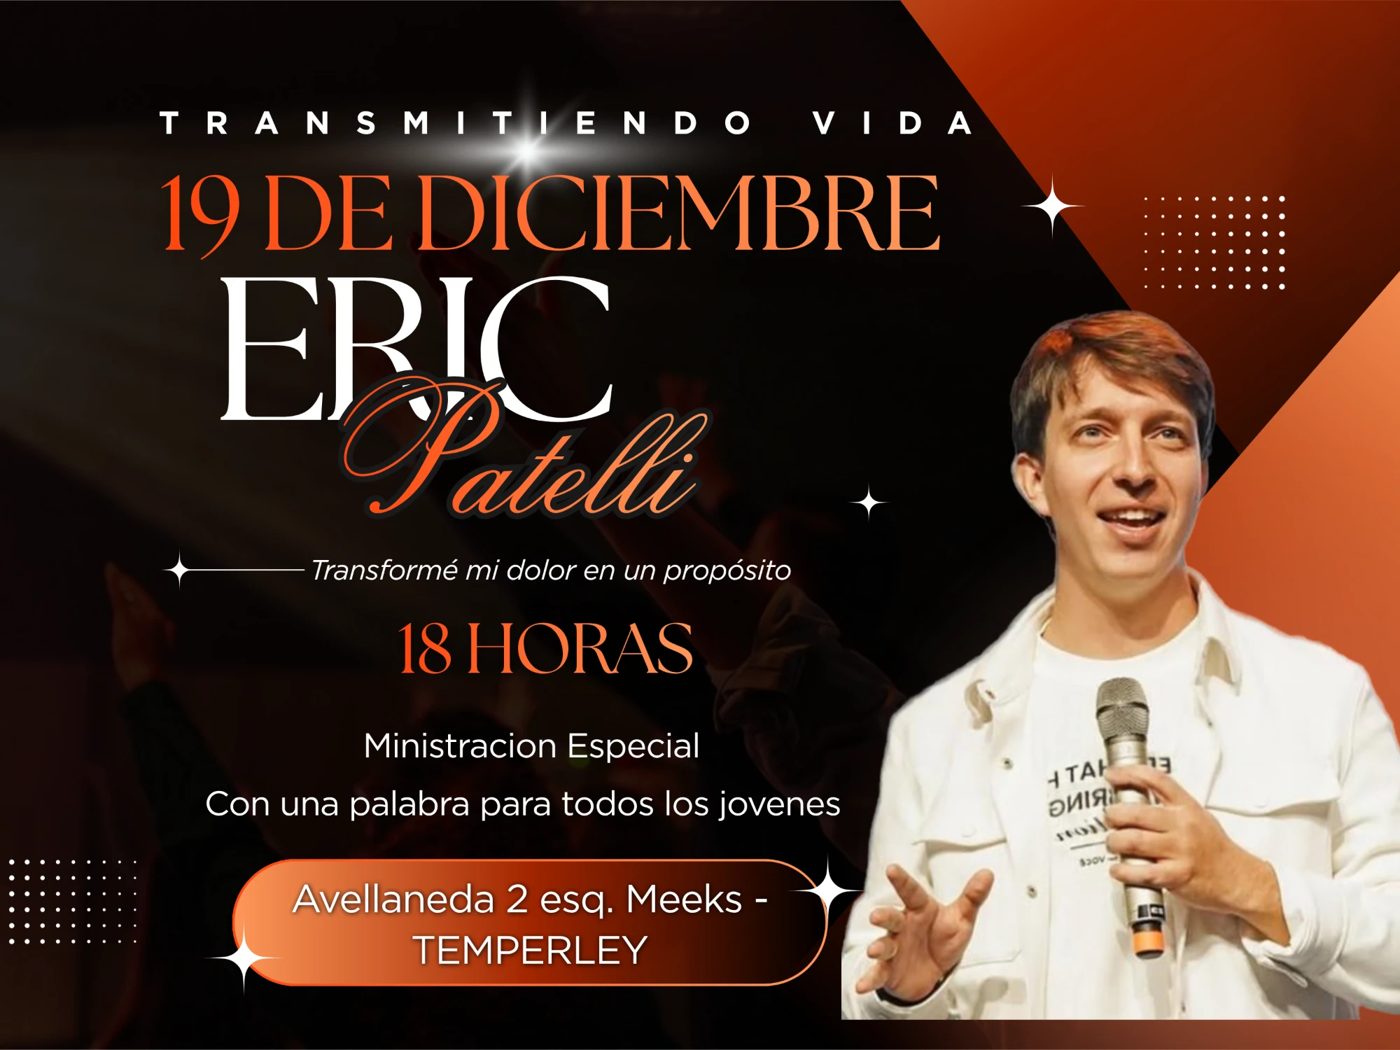 TRANSMITIENDO VIDA
19 DE DICIEMBRE
ERIC
Patelli
Transformé mi dolor en un propósito
18 HORAS
Ministracion Especial
Con una palabra para todos los jovenes
Avellaneda 2 esq. Meeks -
TEMPERLEY